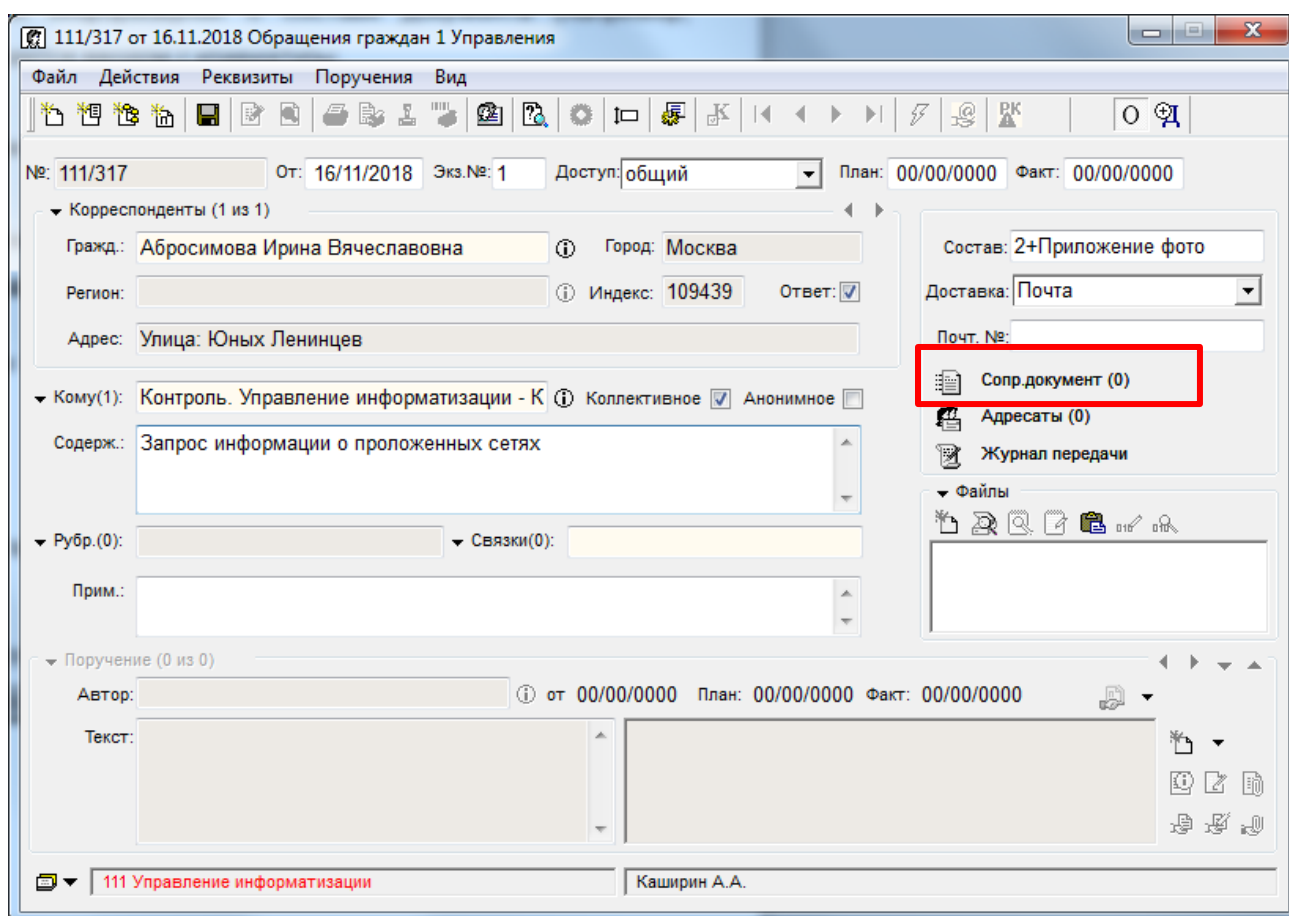 111/317 от 16.11.2018 Обращения граждан 1 Управления
Файл Действия Реквизиты Поручения Вид
№: 111/317 От: 16/11/2018 Экз.№: 1 Доступ: общий План: 00/00/0000 Факт: 00/00/0000
Корреспонденты (1 из 1)
Гражд.: Абросимова Ирина Вячеславовна Город: Москва
Регион: Индекс: 109439 Ответ:
Адрес: Улица: Юных Ленинцев
Состав: 2+Приложение фото
Доставка: Почта
Почт. №:
Сопр.документ (0)
Адресаты (0)
Журнал передачи
Кому(1): Контроль. Управление информатизации - К Коллективное Анонимное
Содерж.: Запрос информации о проложенных сетях
Файлы
Рубр.(0): Связки(0):
Прим.:
Поручение (0 из 0)
Автор: от 00/00/0000 План: 00/00/0000 Факт: 00/00/0000
Текст:
111 Управление информатизации Каширин А.А.